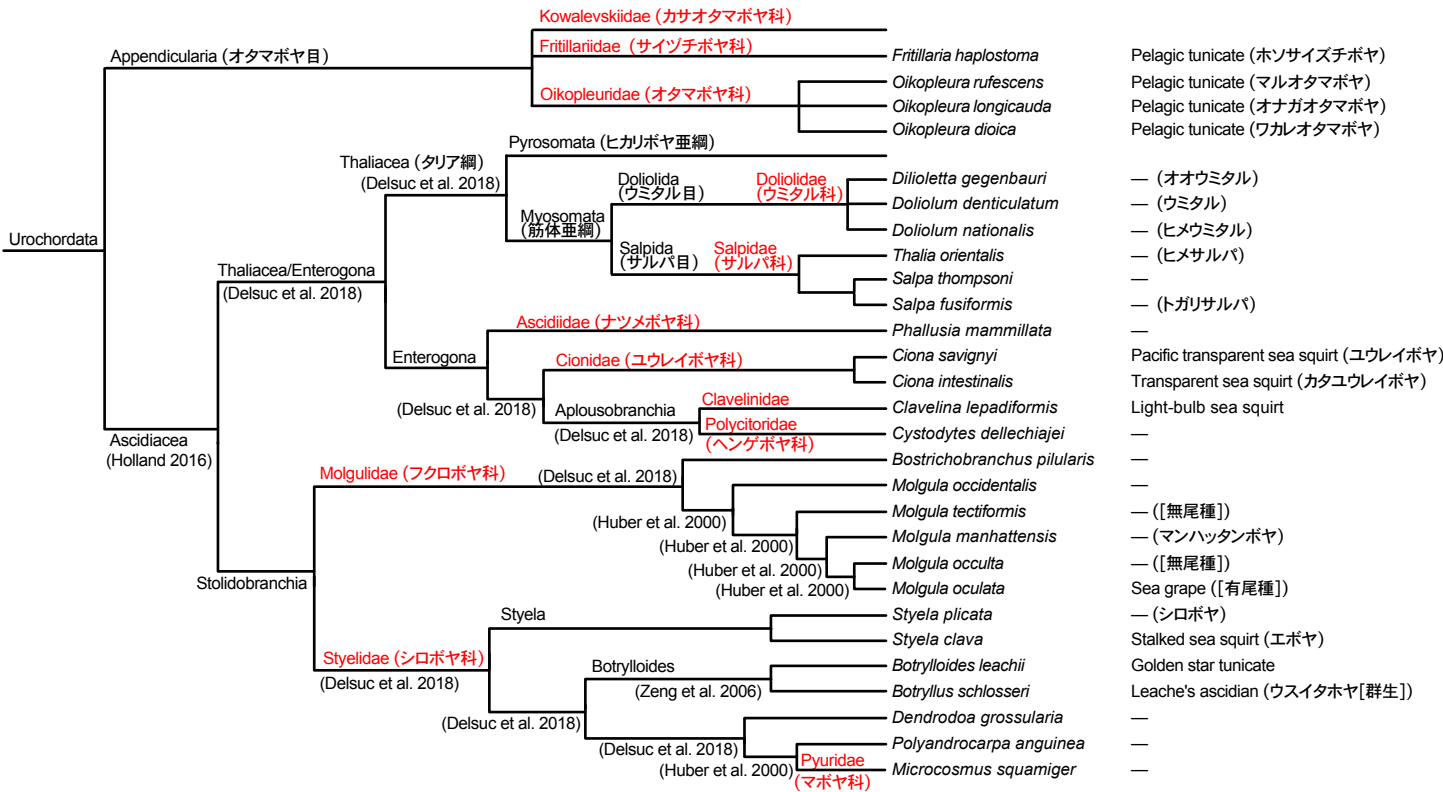 Kowalevskiidae (カサオタマボヤ科)
Appendicularia (オタマボヤ目)
Fritillariidae (サイヅチボヤ科)
Fritillaria haplostoma Pelagic tunicate (ホソサイズチボヤ)
Oikopleura rufescens Pelagic tunicate (マルオタマボヤ)
Oikopleuridae (オタマボヤ科)
Oikopleura longicauda Pelagic tunicate (オナガオタマボヤ)
Oikopleura dioica Pelagic tunicate (ワカレオタマボヤ)
Pyrosomata (ヒカリボヤ亜綱)
Thaliacea (タリア綱)
(Delsuc et al. 2018)
Doliolida
(ウミタル目)
Doliolidae
(ウミタル科)
Dilioletta gegenbauri — (オオウミタル)
Doliolum denticulatum — (ウミタル)
Myosomata
(筋体亜綱)
Doliolum nationalis — (ヒメウミタル)
Urochordata
Salpida
(サルパ目)
Salpidae
(サルパ科)
Thalia orientalis — (ヒメサルパ)
Thaliacea/Enterogona
(Delsuc et al. 2018)
Salpa thompsoni —
Salpa fusiformis — (トガリサルパ)
Ascidiidae (ナツメボヤ科)
Phallusia mammillata —
Enterogona
Cionidae (ユウレイボヤ科)
Ciona savignyi Pacific transparent sea squirt (ユウレイボヤ)
Ciona intestinalis Transparent sea squirt (カタユウレイボヤ)
(Delsuc et al. 2018)
Aplousobranchia
(Delsuc et al. 2018)
Clavelinidae
Clavelina lepadiformis Light-bulb sea squirt
Polycitoridae
(ヘンゲボヤ科)
Cystodytes dellechiajei —
Ascidiacea
(Holland 2016)
Bostrichobranchus pilularis —
Molgulidae (フクロボヤ科)
(Delsuc et al. 2018)
Molgula occidentalis —
(Huber et al. 2000)
Molgula tectiformis — ([無尾種])
(Huber et al. 2000)
Molgula manhattensis — (マンハッタンボヤ)
(Huber et al. 2000)
Molgula occulta — ([無尾種])
(Huber et al. 2000)
Molgula oculata Sea grape ([有尾種])
Stolidobranchia
Styela
Styela plicata — (シロボヤ)
Styela clava Stalked sea squirt (エボヤ)
Styelidae (シロボヤ科)
(Delsuc et al. 2018)
Botrylloides
(Zeng et al. 2006)
Botrylloides leachii Golden star tunicate
Botryllus schlosseri Leache's ascidian (ウスイタホヤ[群生])
(Delsuc et al. 2018)
Dendrodoa grossularia —
(Delsuc et al. 2018)
Polyandrocarpa anguinea —
(Huber et al. 2000)
Pyuridae
(マボヤ科)
Microcosmus squamiger —